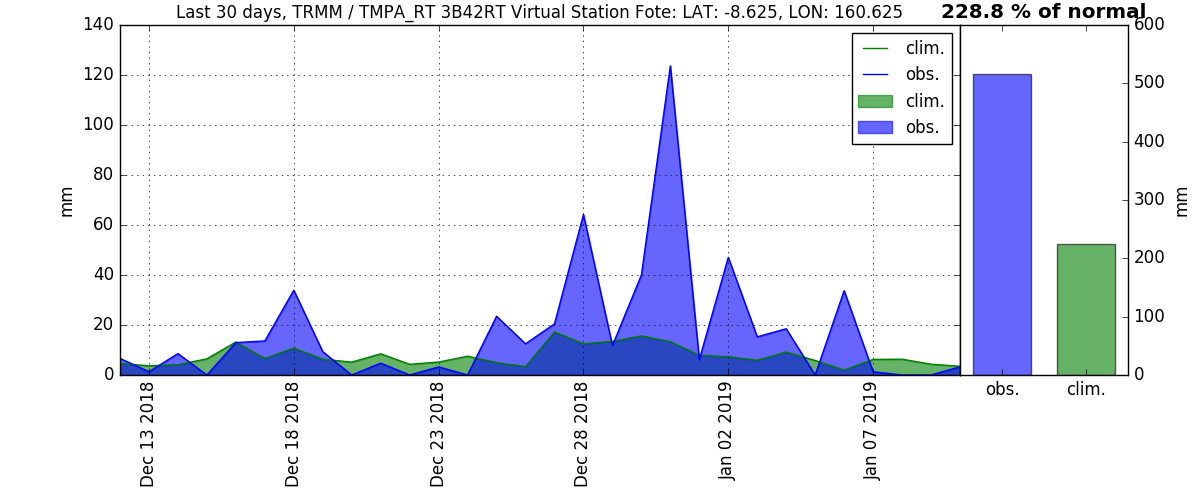 Last 30 days, TRMM / TMPA_RT 3B42RT Virtual Station Fote: LAT: -8.625, LON: 160.625
228.8 % of normal
140
120
100
80
60
40
20
0
mm
Dec 13 2018
Dec 18 2018
Dec 23 2018
Dec 28 2018
Jan 02 2019
Jan 07 2019
clim.
obs.
clim.
obs.
600
500
400
300
200
100
0
mm
obs.
clim.